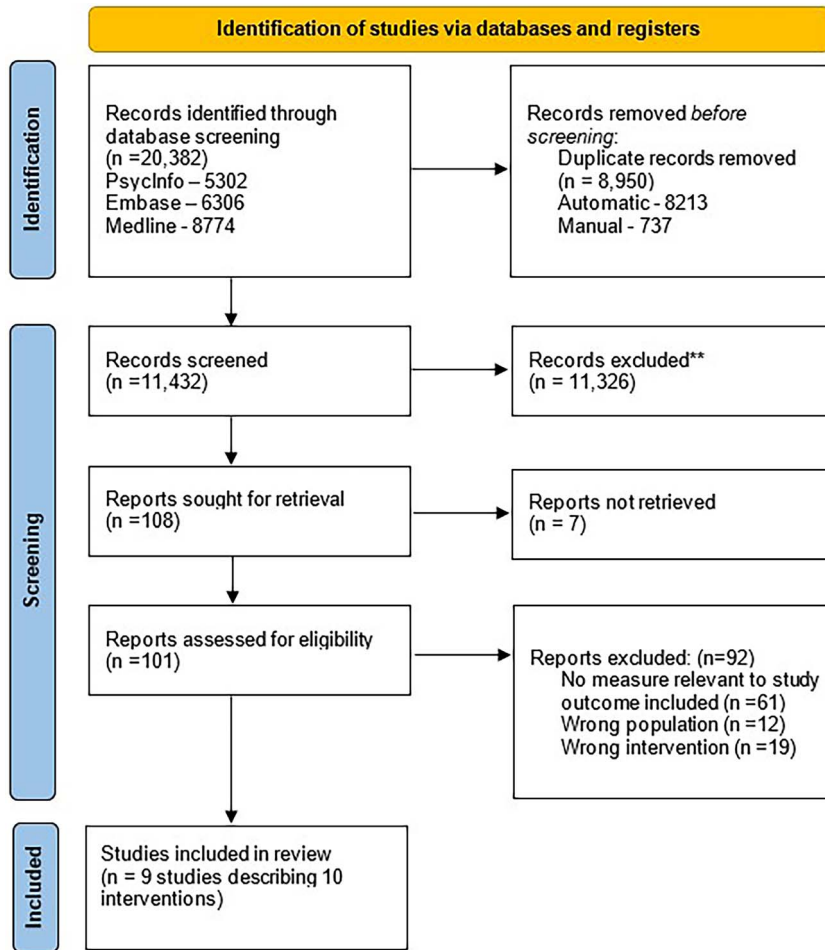 Identification of studies via databases and registers
Identification
Records identified through
database screening
(n =20,382)
PsycInfo – 5302
Embase – 6306
Medline - 8774
Records removed before
screening:
Duplicate records removed
(n = 8,950)
Automatic - 8213
Manual - 737
Screening
Records screened
(n =11,432)
Records excluded**
(n = 11,326)
Reports sought for retrieval
(n =108)
Reports not retrieved
(n = 7)
Reports assessed for eligibility
(n =101)
Reports excluded: (n=92)
No measure relevant to study
outcome included (n =61)
Wrong population (n =12)
Wrong intervention (n =19)
Included
Studies included in review
(n = 9 studies describing 10
interventions)